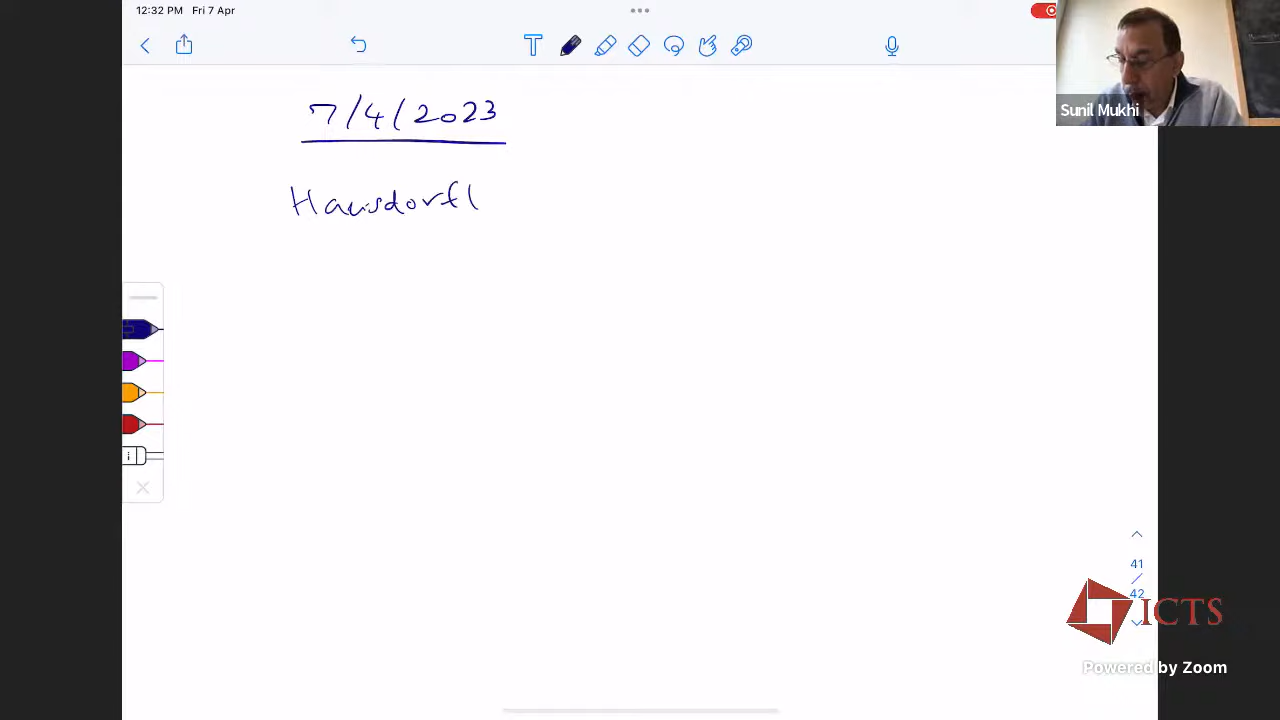 12:32 PM Fri 7 Apr
Sunil Mukhi
7/4/2023
Hausdorff
41
/
42
ICTS
Powered by Zoom